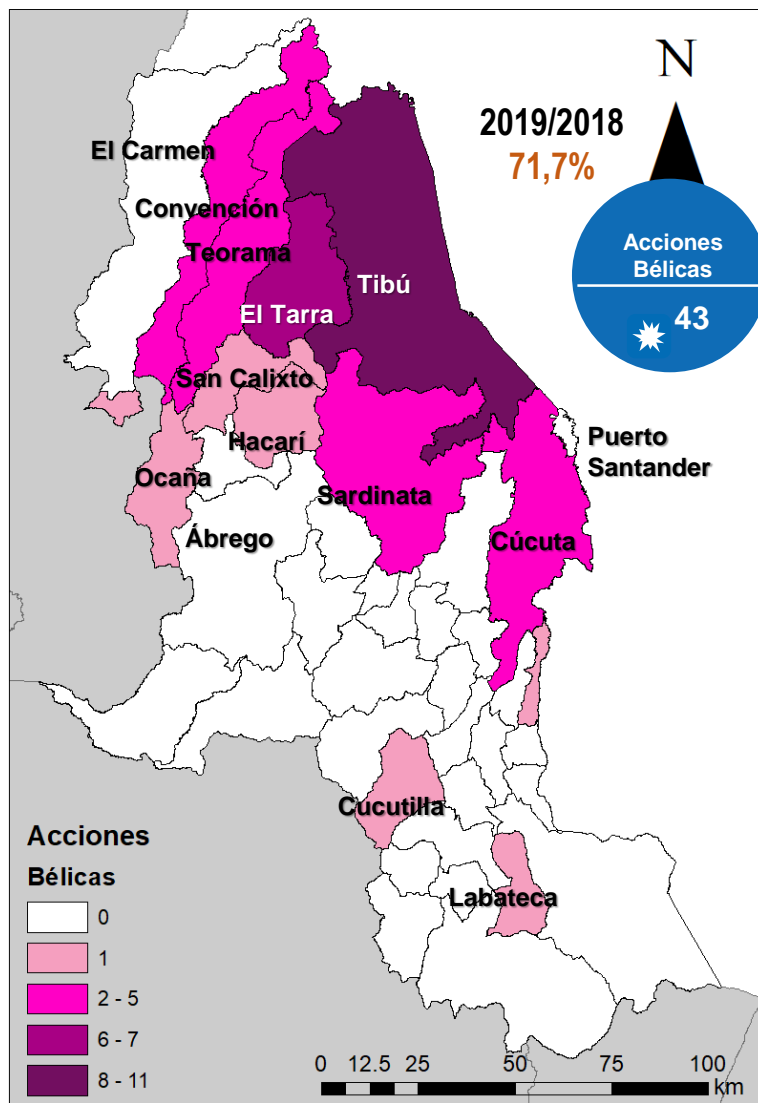 N
2019/2018
71,7%
El Carmen
Convención
Teorama
Acciones
Bélicas
43
Tibú
El Tarra
San Calixto
Hacarí
Ocaña
Puerto
Santander
Sardinata
Ábrego
Cúcuta
Cucutilla
Labateca
Acciones
Bélicas
0
1
2 - 5
6 - 7
8 - 11
0 12.5 25 50 75 100
km